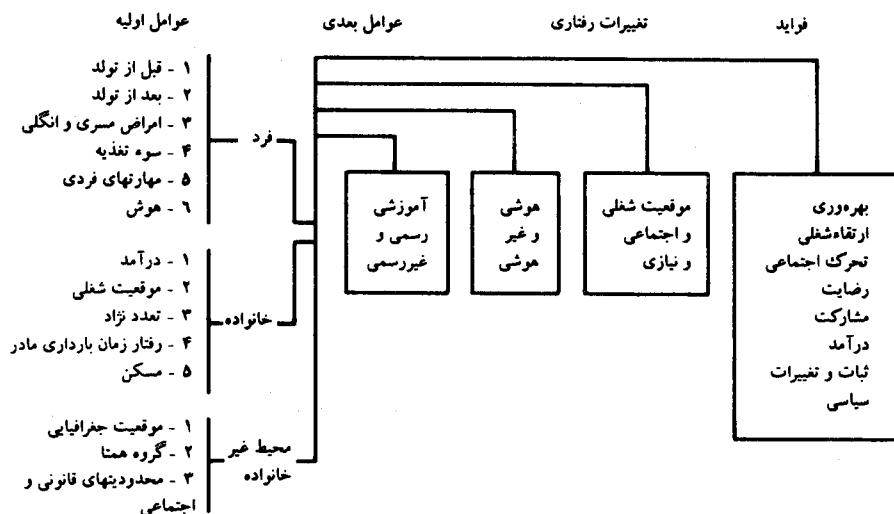 عوامل اولیه
عوامل بعدی
تغییرات رفتاری
فواید
فرد
۱ - قبل از تولد
۲ - بعد از تولد
۳ - امراض مسری و انگلی
۴ - سوء تغذیه
۵ - مهارتهای فردی
۶ - هوش
خانواده
۱ - درآمد
۲ - موقعیت شغلی
۳ - تعدد نژاد
۴ - رفتار زمان بارداری مادر
۵ - مسکن
محیط غیر
خانواده
۱ - موقعیت جغرافیایی
۲ - گروه همتا
۳ - محدودیتهای قانونی و
اجتماعی
آموزشی
رسمی و
غیررسمی
هوشی
و غیر
هوشی
موقعیت شغلی
و اجتماعی
و نیازی
بهره‌وری
ارتقاءشغلی
تحرک اجتماعی
رضایت
مشارکت
درآمد
ثبات و تغییرات
سیاسی